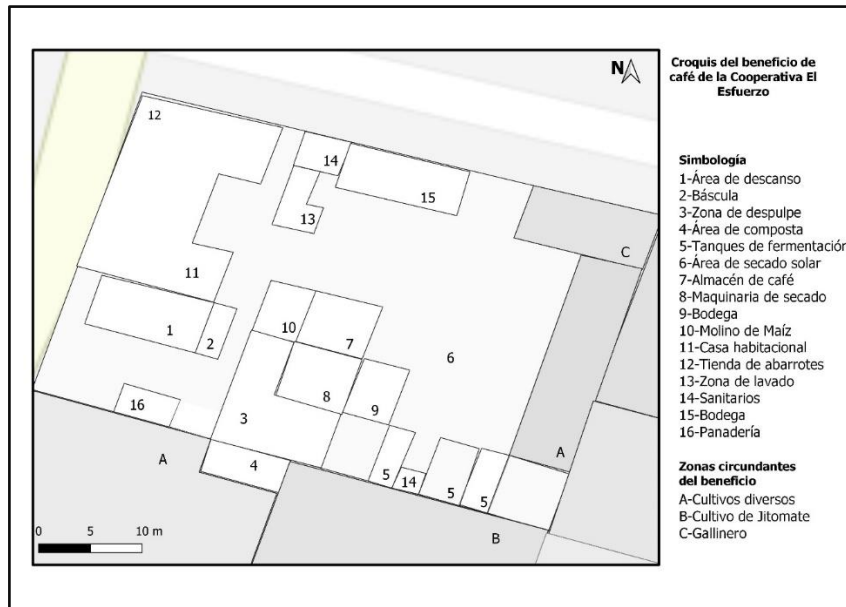 N
Croquis del beneficio de
café de la Cooperativa El
Esfuerzo
12
14
15
13
C
11
1
2
10
7
6
8
9
16
3
A
4
5
14
5
5
A
B
0 5 10 m
Simbología
1-Área de descanso
2-Báscula
3-Zona de despulpe
4-Área de composta
5-Tanques de fermentación
6-Área de secado solar
7-Almacén de café
8-Maquinaria de secado
9-Bodega
10-Molino de Maíz
11-Casa habitacional
12-Tienda de abarrotes
13-Zona de lavado
14-Sanitarios
15-Bodega
16-Panadería
Zonas circundantes
del beneficio
A-Cultivos diversos
B-Cultivo de Jitomate
C-Gallinero